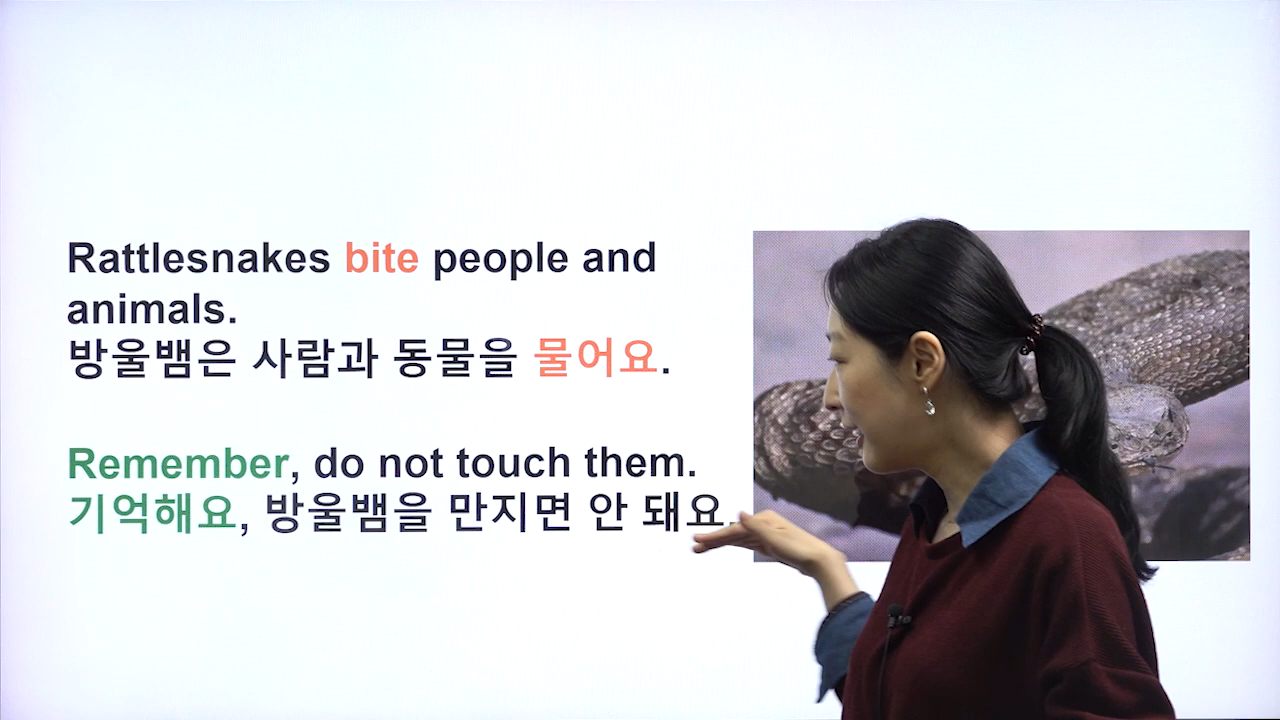 Rattlesnakes bite people and
animals.
방울뱀은 사람과 동물을 물어요.
Remember, do not touch them.
기억해요, 방울뱀을 만지면 안 돼요.